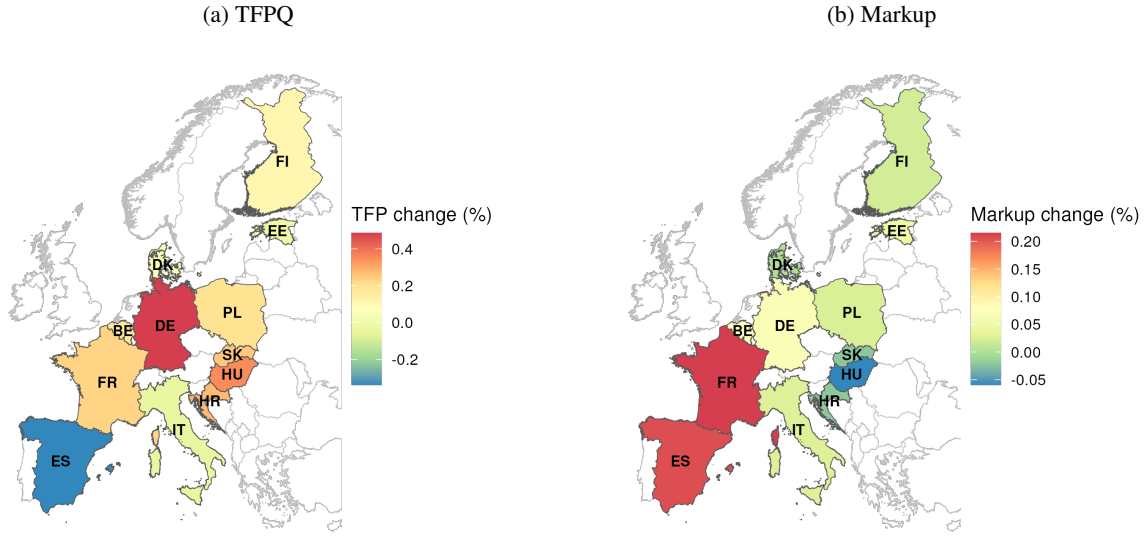 (a) TFPQ
FI
EE
DK
BE
DE
PL
SK
HU
FR
HR
IT
ES
TFP change (%)
0.4
0.2
0.0
-0.2
(b) Markup
FI
EE
DK
BE
DE
PL
SK
HU
FR
HR
IT
ES
Markup change (%)
0.20
0.15
0.10
0.05
0.00
-0.05